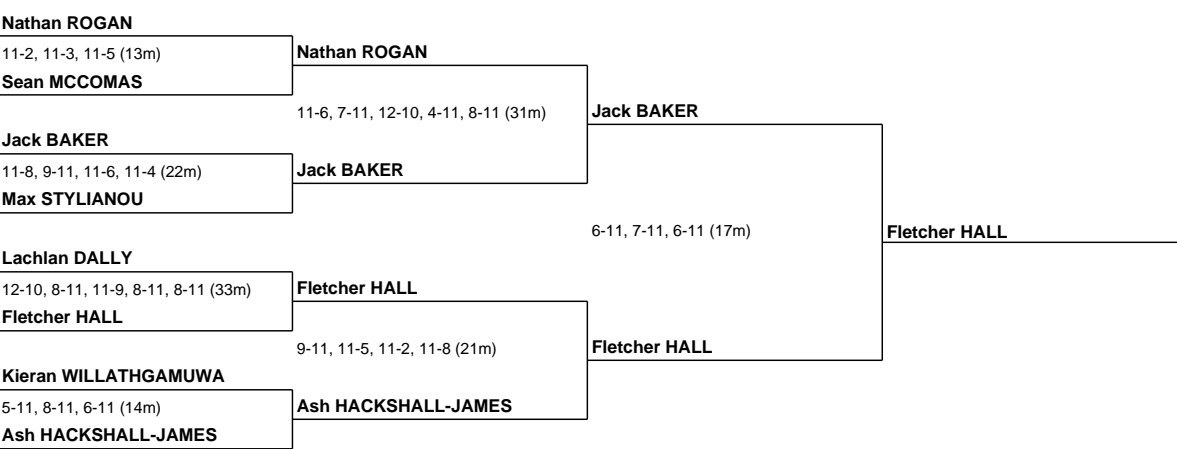 Nathan ROGAN
11-2, 11-3, 11-5 (13m)
Nathan ROGAN
Sean MCCOMAS
11-6, 7-11, 12-10, 4-11, 8-11 (31m)
Jack BAKER
Jack BAKER
11-8, 9-11, 11-6, 11-4 (22m)
Jack BAKER
Max STYLIANOU
6-11, 7-11, 6-11 (17m)
Fletcher HALL
Lachlan DALLY
12-10, 8-11, 11-9, 8-11, 8-11 (33m)
Fletcher HALL
Fletcher HALL
9-11, 11-5, 11-2, 11-8 (21m)
Fletcher HALL
Kieran WILLATHGAMUWA
5-11, 8-11, 6-11 (14m)
Ash HACKSHALL-JAMES
Ash HACKSHALL-JAMES